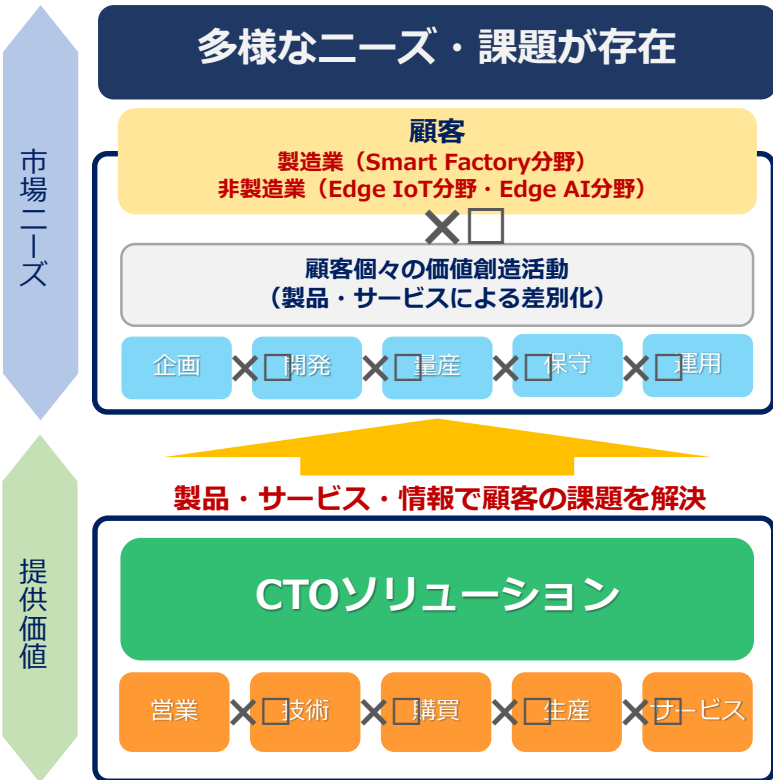 多様なニーズ・課題が存在
市場ニーズ
顧客
製造業（Smart Factory分野）
非製造業（Edge IoT分野・Edge AI分野）
×□
顧客個々の価値創造活動
（製品・サービスによる差別化）
企画 ×□ 開発 ×□ 量産 ×□ 保守 ×□ 運用
製品・サービス・情報で顧客の課題を解決
提供価値
CTOソリューション
営業 ×□ 技術 ×□ 購買 ×□ 生産 ×□ サービス